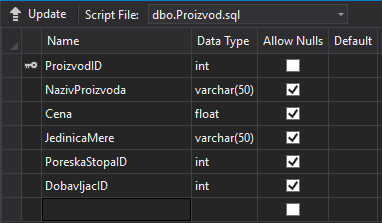 Update Script File: dbo.Proizvod.sql
Name Data Type Allow Nulls Default
ProizvodID int
NazivProizvoda varchar(50)
Cena float
JedinicaMere varchar(50)
PoreskaStopaID int
DobavljacID int